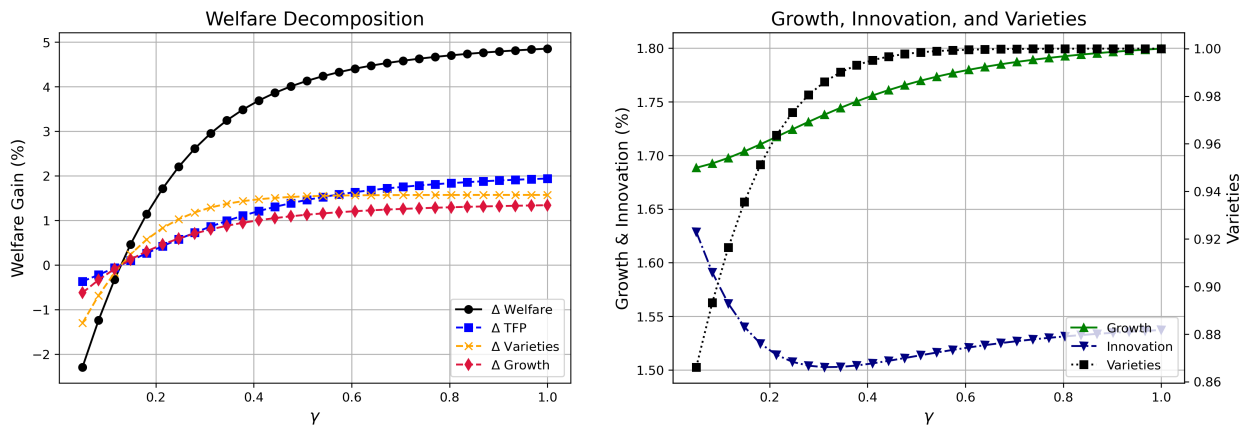 Welfare Decomposition
Welfare Gain (%)
5
4
3
2
1
0
−1
−2
0.2
0.4
0.6
0.8
1.0
γ
Δ Welfare
Δ TFP
Δ Varieties
Δ Growth
Growth, Innovation, and Varieties
Growth & Innovation (%)
1.80
1.75
1.70
1.65
1.60
1.55
1.50
0.2
0.4
0.6
0.8
1.0
γ
Growth
Innovation
Varieties
1.00
0.98
0.96
0.94
0.92
0.90
0.88
0.86
Varieties